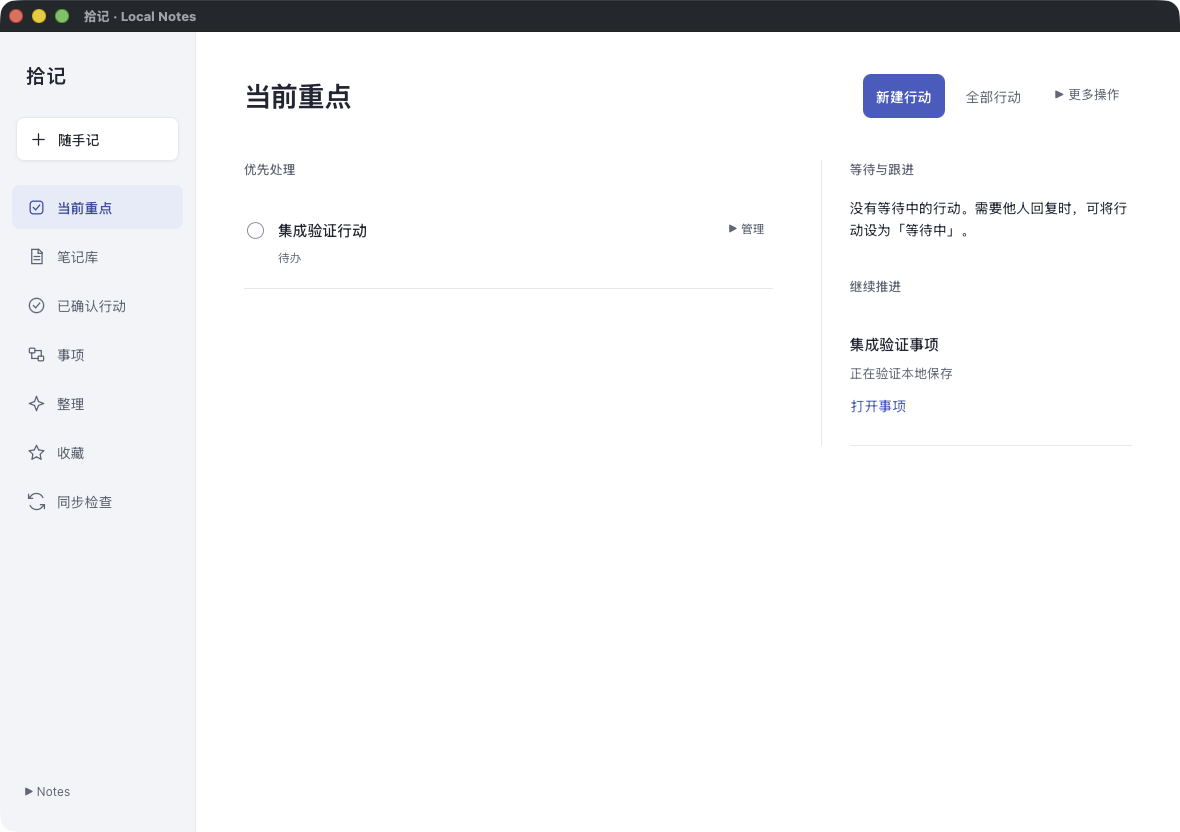 拾记 · Local Notes
拾记
随手记
当前重点
笔记库
已确认行动
事项
整理
收藏
同步检查
Notes
当前重点
新建行动
全部行动
更多操作
优先处理
集成验证行动
管理
待办
等待与跟进
没有等待中的行动。需要他人回复时，可将行
动设为「等待中」。
继续推进
集成验证事项
正在验证本地保存
打开事项